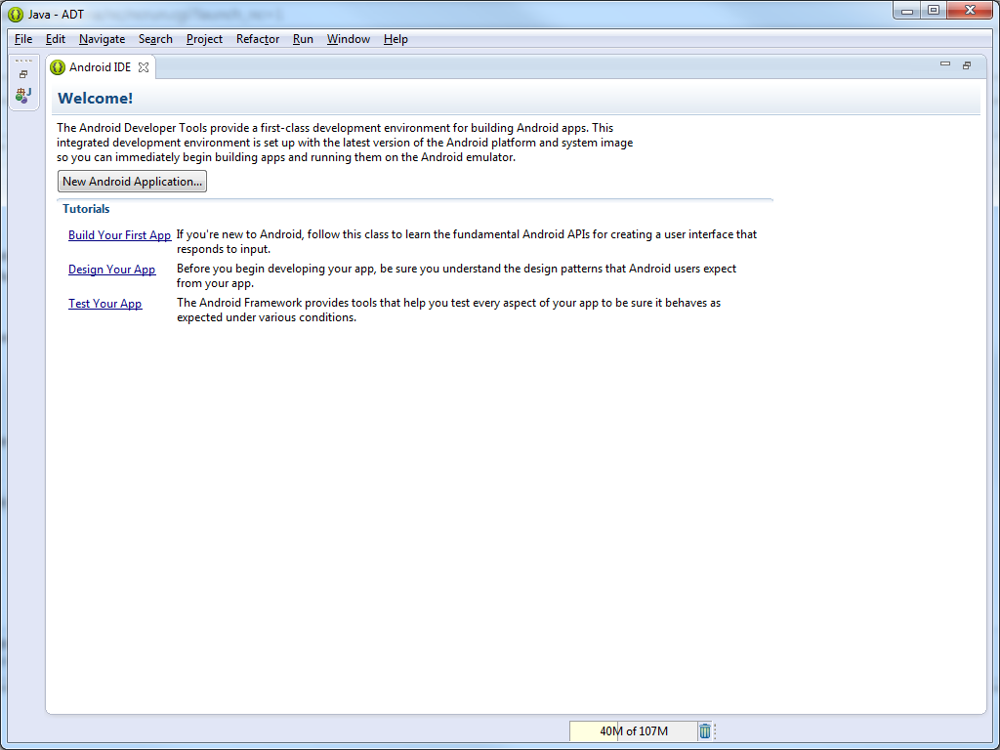 Java - ADT
File Edit Navigate Search Project Refactor Run Window Help
Android IDE
Welcome!
The Android Developer Tools provide a first-class development environment for building Android apps. This
integrated development environment is set up with the latest version of the Android platform and system image
so you can immediately begin building apps and running them on the Android emulator.
New Android Application...
Tutorials
Build Your First App If you're new to Android, follow this class to learn the fundamental Android APIs for creating a user interface that
responds to input.
Design Your App Before you begin developing your app, be sure you understand the design patterns that Android users expect
from your app.
Test Your App The Android Framework provides tools that help you test every aspect of your app to be sure it behaves as
expected under various conditions.
40M of 107M